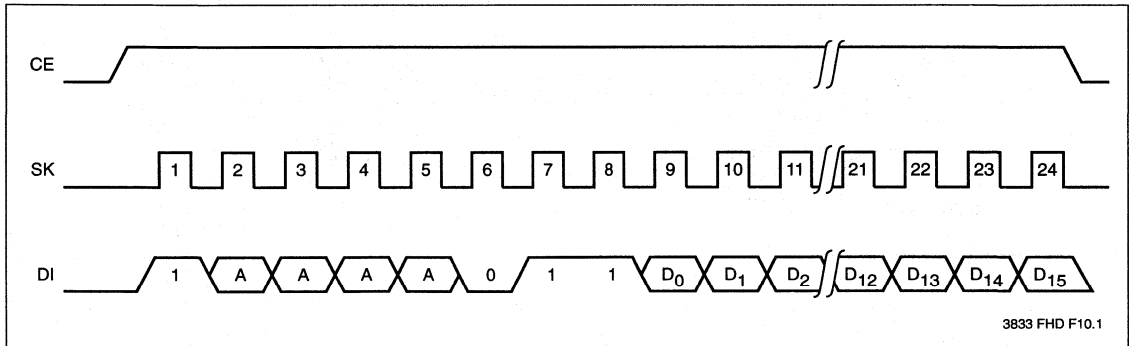 CE
SK 1 2 3 4 5 6 7 8 9 10 11 21 22 23 24
DI 1 A A A A 0 1 1 D0 D1 D2 D12 D13 D14 D15
3833 FHD F10.1